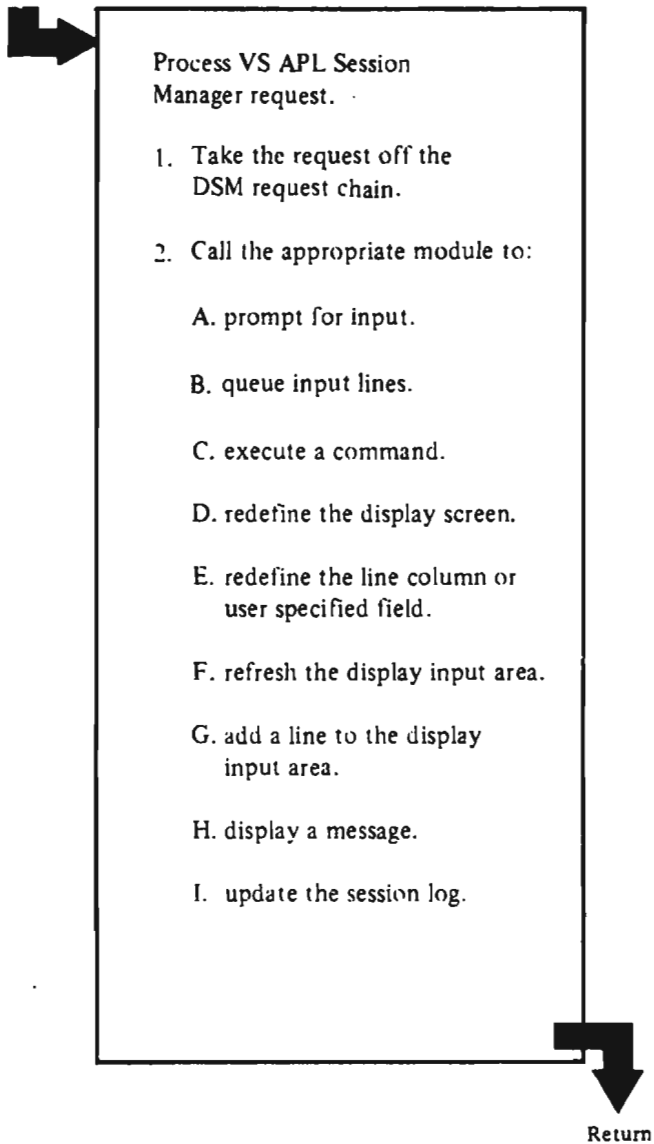 Process VS APL Session
Manager request.
1. Take the request off the
DSM request chain.
2. Call the appropriate module to:
A. prompt for input.
B. queue input lines.
C. execute a command.
D. redefine the display screen.
E. redefine the line column or
user specified field.
F. refresh the display input area.
G. add a line to the display
input area.
H. display a message.
I. update the session log.
Return